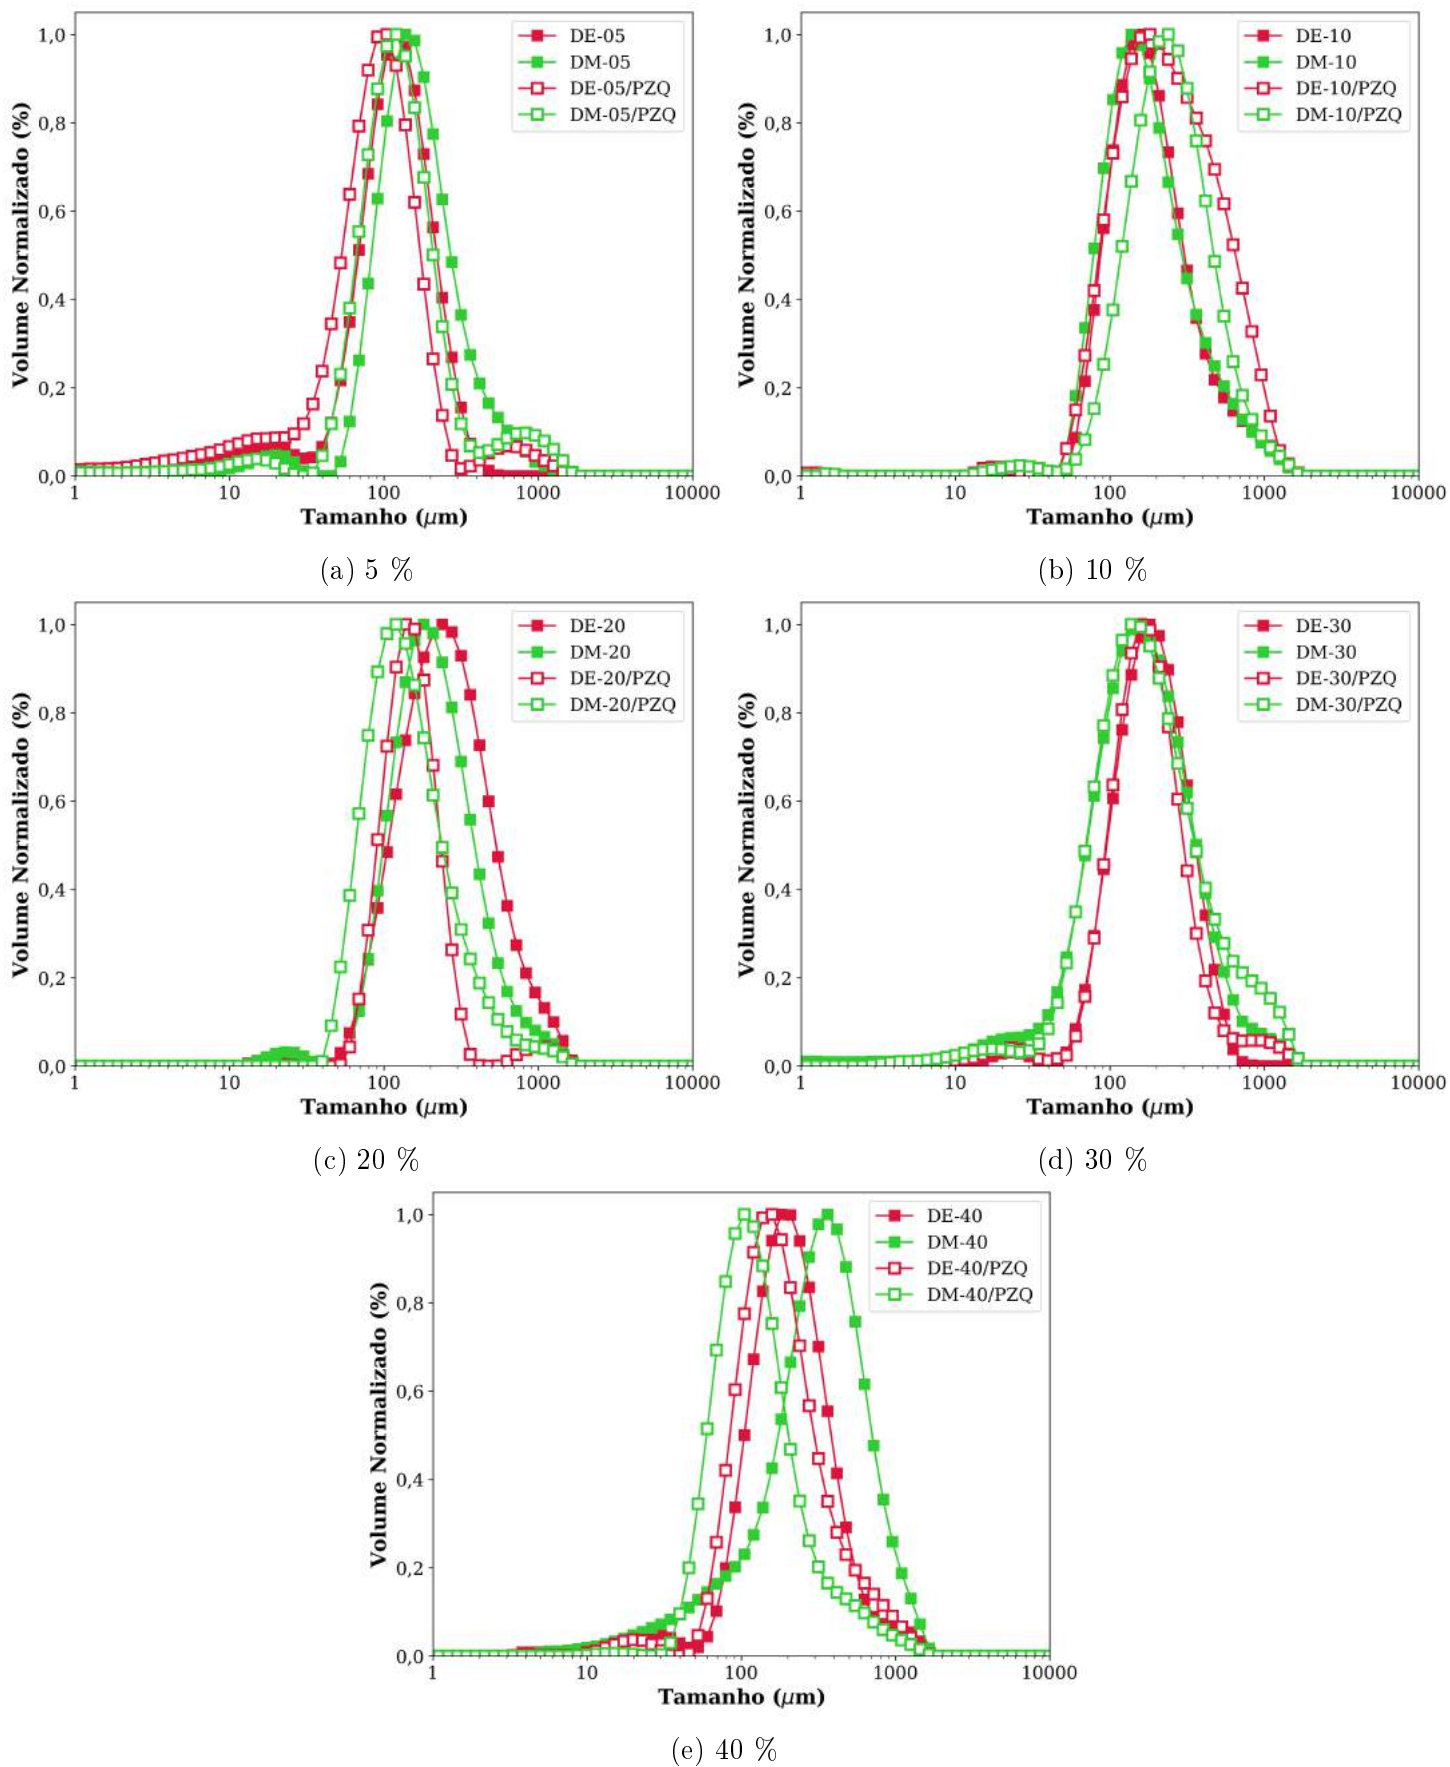 1,0
0,8
0,6
0,4
0,2
0,0
Volume Normalizado (%)
DE-05
DM-05
DE-05/PZQ
DM-05/PZQ
1 10 100 1000 10000
Tamanho (μm)
(a) 5 %
1,0
0,8
0,6
0,4
0,2
0,0
Volume Normalizado (%)
DE-10
DM-10
DE-10/PZQ
DM-10/PZQ
1 10 100 1000 10000
Tamanho (μm)
(b) 10 %
1,0
0,8
0,6
0,4
0,2
0,0
Volume Normalizado (%)
DE-20
DM-20
DE-20/PZQ
DM-20/PZQ
1 10 100 1000 10000
Tamanho (μm)
(c) 20 %
1,0
0,8
0,6
0,4
0,2
0,0
Volume Normalizado (%)
DE-30
DM-30
DE-30/PZQ
DM-30/PZQ
1 10 100 1000 10000
Tamanho (μm)
(d) 30 %
1,0
0,8
0,6
0,4
0,2
0,0
Volume Normalizado (%)
DE-40
DM-40
DE-40/PZQ
DM-40/PZQ
1 10 100 1000 10000
Tamanho (μm)
(e) 40 %